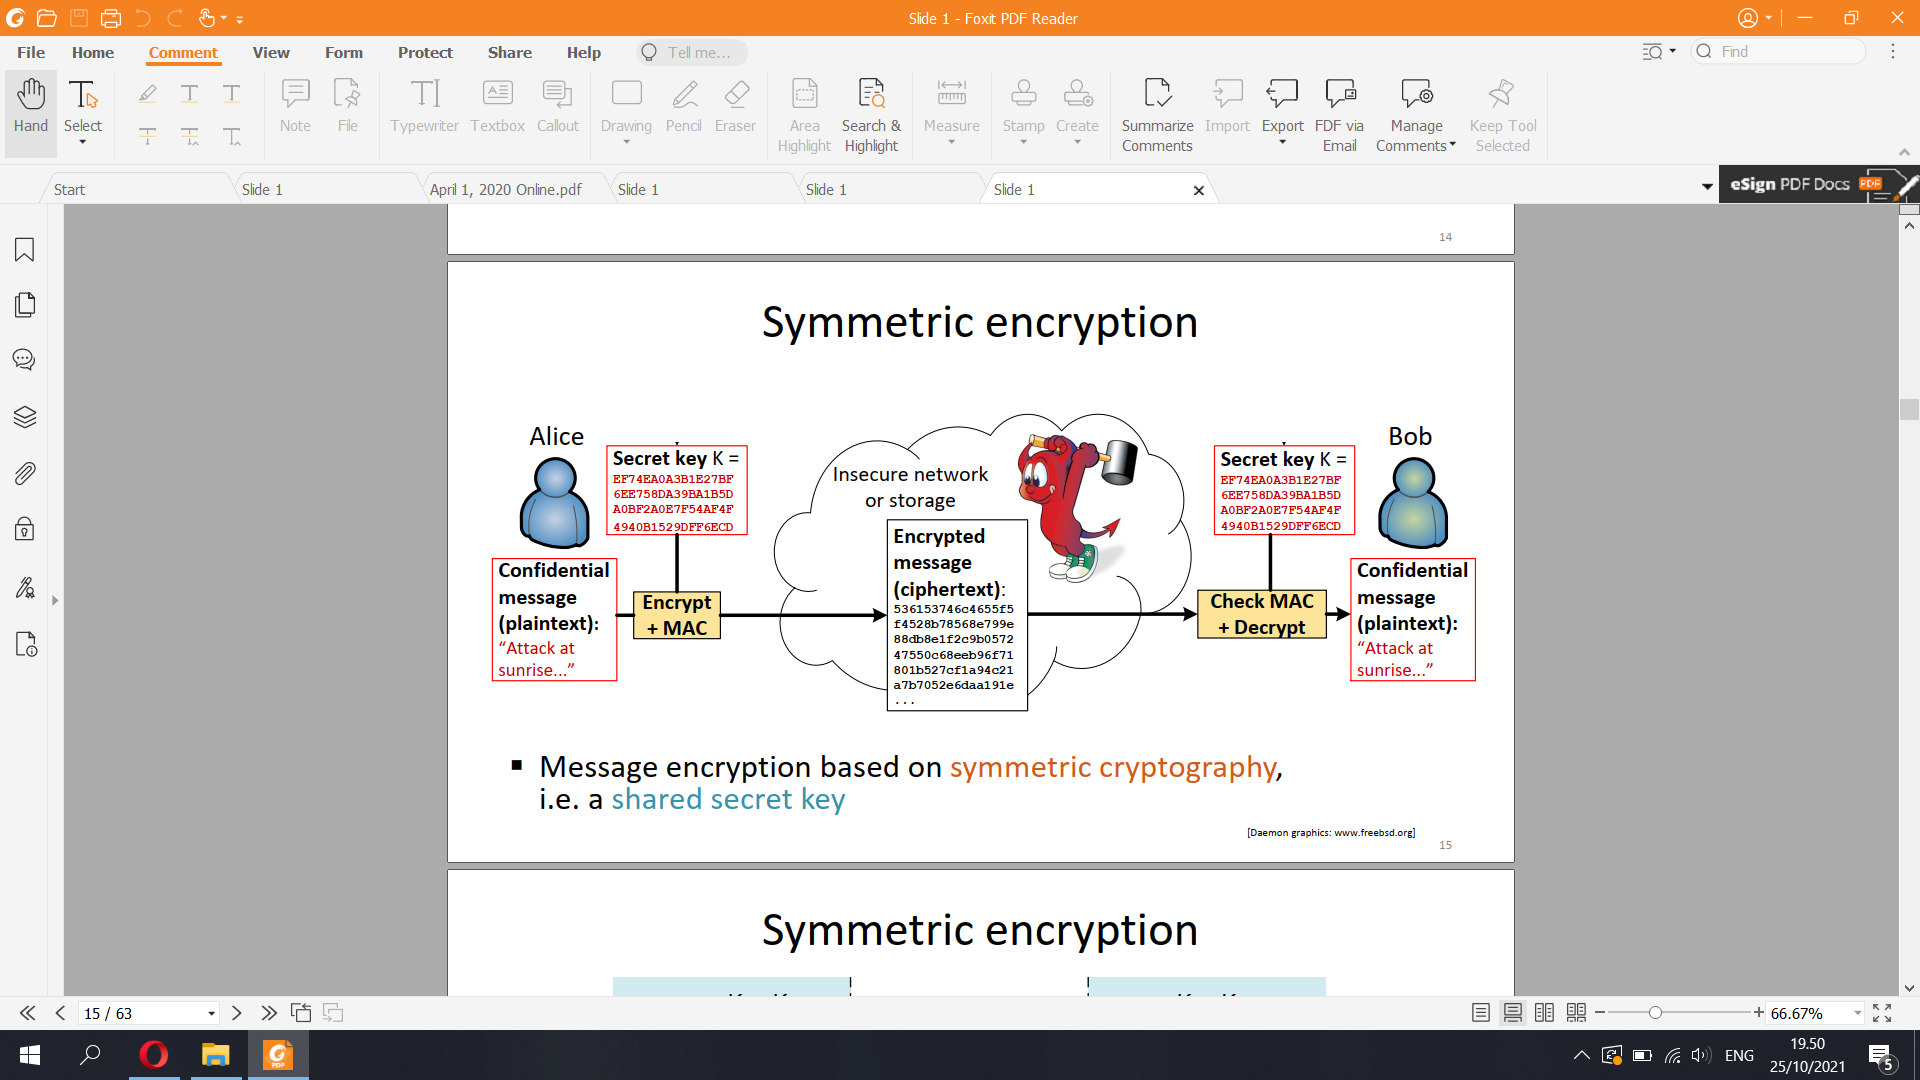 Slide 1 - Foxit PDF Reader
File Home Comment View Form Protect Share Help Tell me... Find
Hand Select Note File Typewriter Textbox Callout Drawing Pencil Eraser Area Highlight Search & Highlight Measure Stamp Create Summarize Comments Import Export FDF via Email Manage Comments Keep Tool Selected
Start Slide 1 April 1, 2020 Online.pdf Slide 1 Slide 1 Slide 1 eSign PDF Docs PDF
14
Symmetric encryption
Alice
Secret key K =
EF74EA0A3B1E27BF
6EE758DA39BA1B5D
A0BF2A0E7F54AF4F
4940B1529DFF6ECD
Confidential
message
(plaintext):
“Attack at
sunrise...”
Encrypt
+ MAC
Insecure network
or storage
Encrypted
message
(ciphertext):
536153746c4655f5
f4528b78568e799e
88db8e1f2c9b0572
47550c68eeb96f71
801b527cf1a94c21
a7b7052e6daa191e
...
Secret key K =
EF74EA0A3B1E27BF
6EE758DA39BA1B5D
A0BF2A0E7F54AF4F
4940B1529DFF6ECD
Check MAC
+ Decrypt
Bob
Confidential
message
(plaintext):
“Attack at
sunrise...”
▪ Message encryption based on symmetric cryptography,
i.e. a shared secret key
[Daemon graphics: www.freebsd.org]
15
Symmetric encryption
15 / 63
66.67%
ENG
19.50
25/10/2021
5